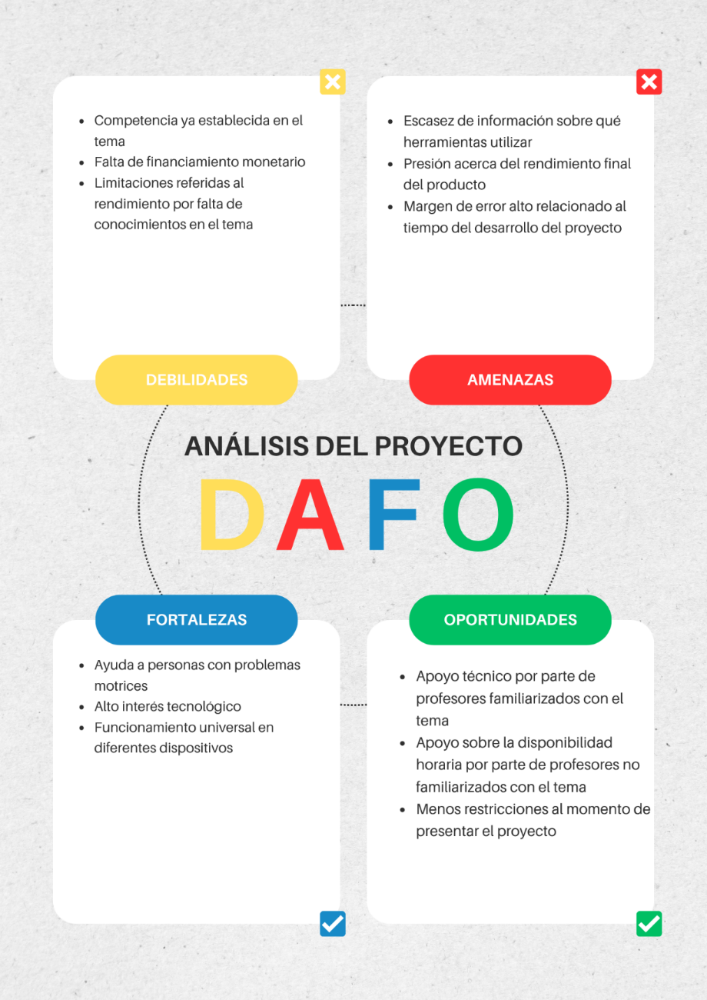 • Competencia ya establecida en el
tema
• Falta de financiamiento monetario
• Limitaciones referidas al
rendimiento por falta de
conocimientos en el tema
DEBILIDADES
• Escasez de información sobre qué
herramientas utilizar
• Presión acerca del rendimiento final
del producto
• Margen de error alto relacionado al
tiempo del desarrollo del proyecto
AMENAZAS
ANÁLISIS DEL PROYECTO
DAFO
FORTALEZAS
• Ayuda a personas con problemas
motrices
• Alto interés tecnológico
• Funcionamiento universal en
diferentes dispositivos
OPORTUNIDADES
• Apoyo técnico por parte de
profesores familiarizados con el
tema
• Apoyo sobre la disponibilidad
horaria por parte de profesores no
familiarizados con el tema
• Menos restricciones al momento de
presentar el proyecto